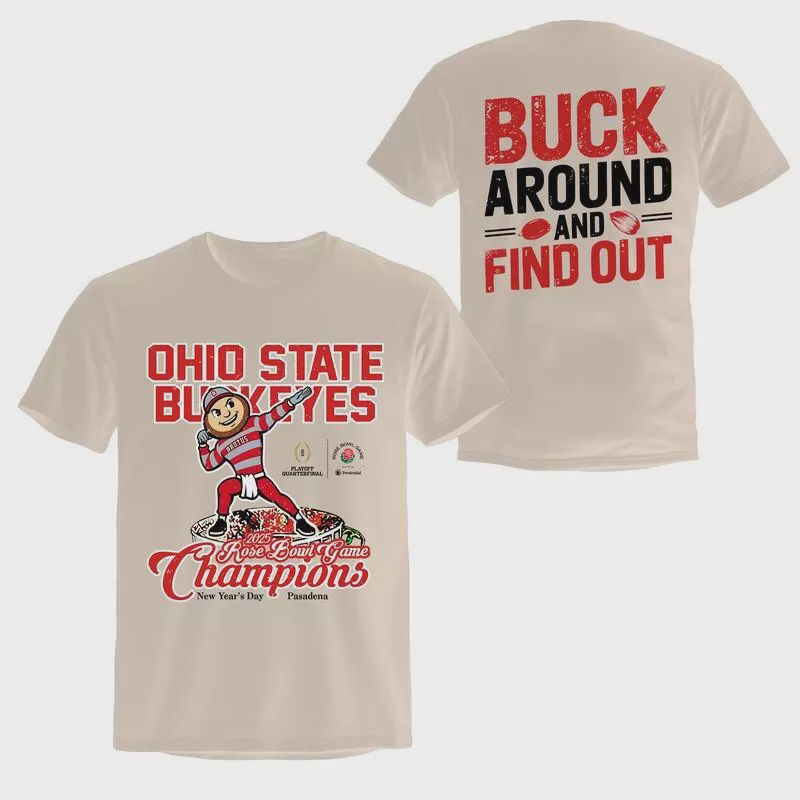 OHIO STATE
BUCKEYES
BRUTUS
PLAYOFF
QUARTERFINAL
ROSE BOWL GAME
Prudential
2025
Rose Bowl Game
Champions
New Year's Day Pasadena
BUCK
AROUND
AND
FIND OUT